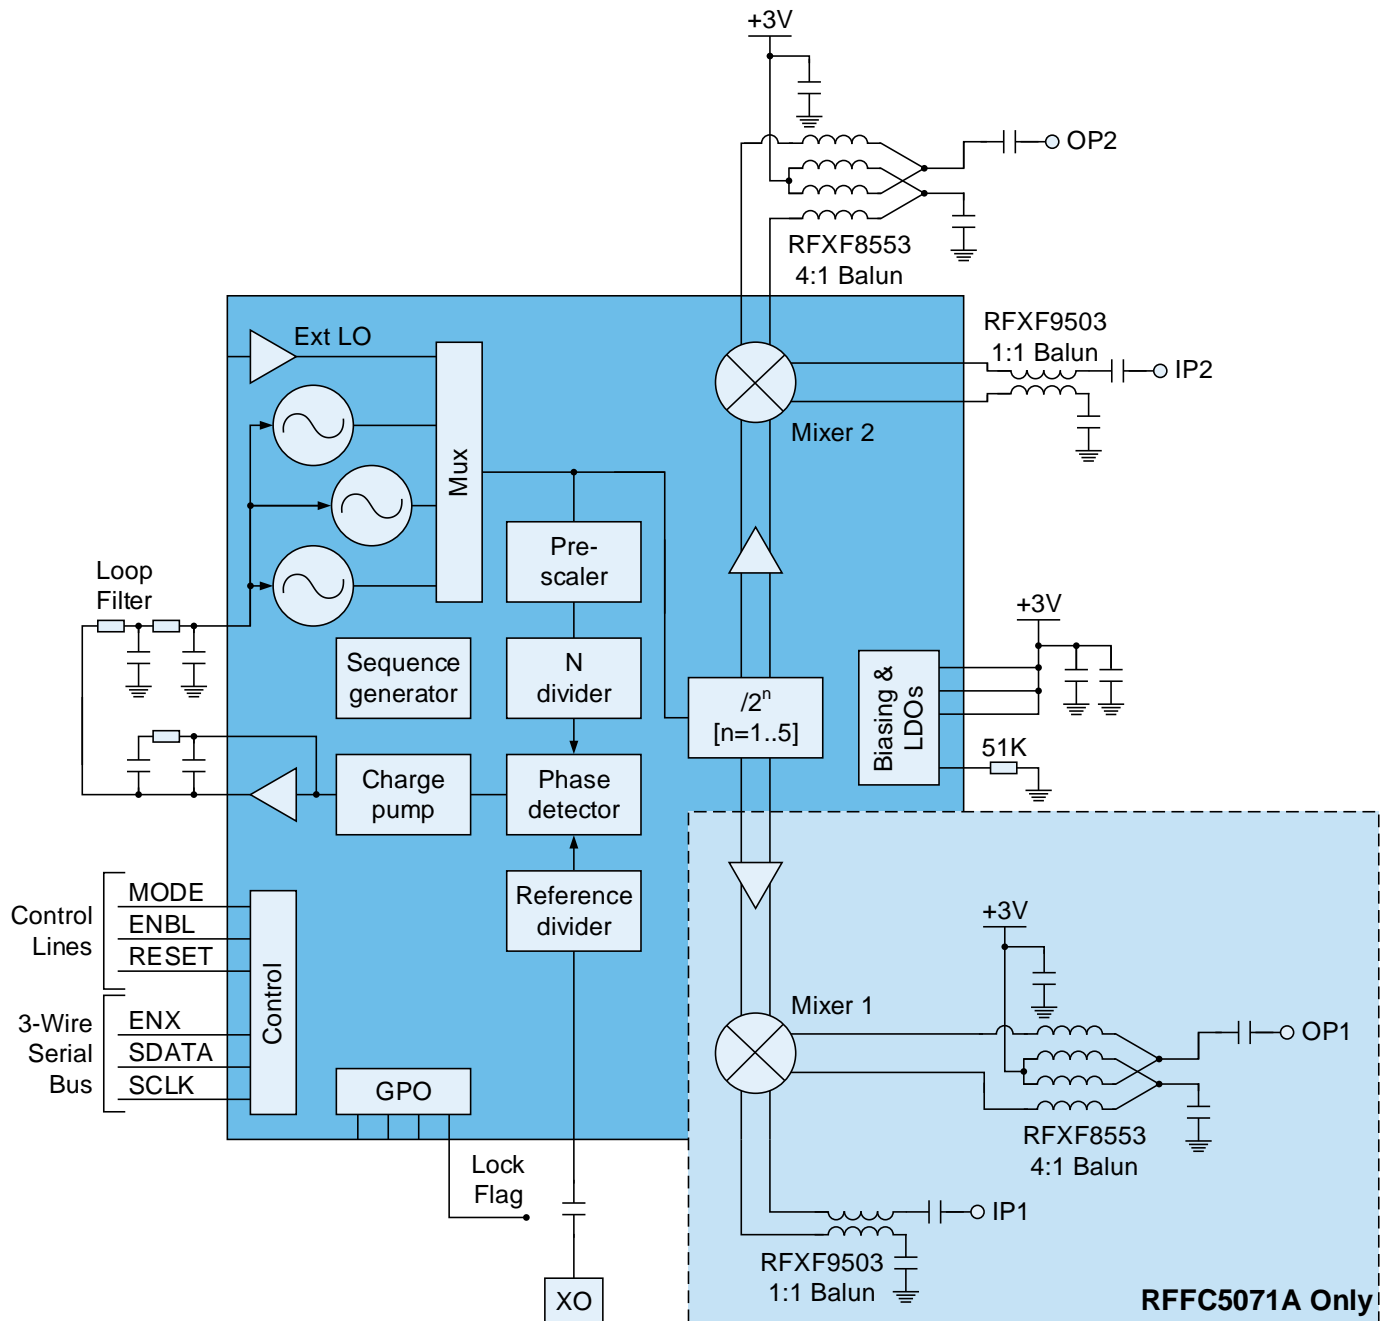 +3V
OP2
RFXF8553
4:1 Balun
Ext LO
RFXF9503
1:1 Balun
IP2
Mixer 2
Mux
Pre-
scaler
Loop
Filter
+3V
Sequence
generator
N
divider
/2ⁿ
[n=1..5]
Biasing &
LDOs
51K
Charge
pump
Phase
detector
Reference
divider
Control
Lines
MODE
ENBL
RESET
3-Wire
Serial
Bus
ENX
SDATA
SCLK
Control
GPO
Lock
Flag
XO
+3V
Mixer 1
OP1
RFXF8553
4:1 Balun
IP1
RFXF9503
1:1 Balun
RFFC5071A Only